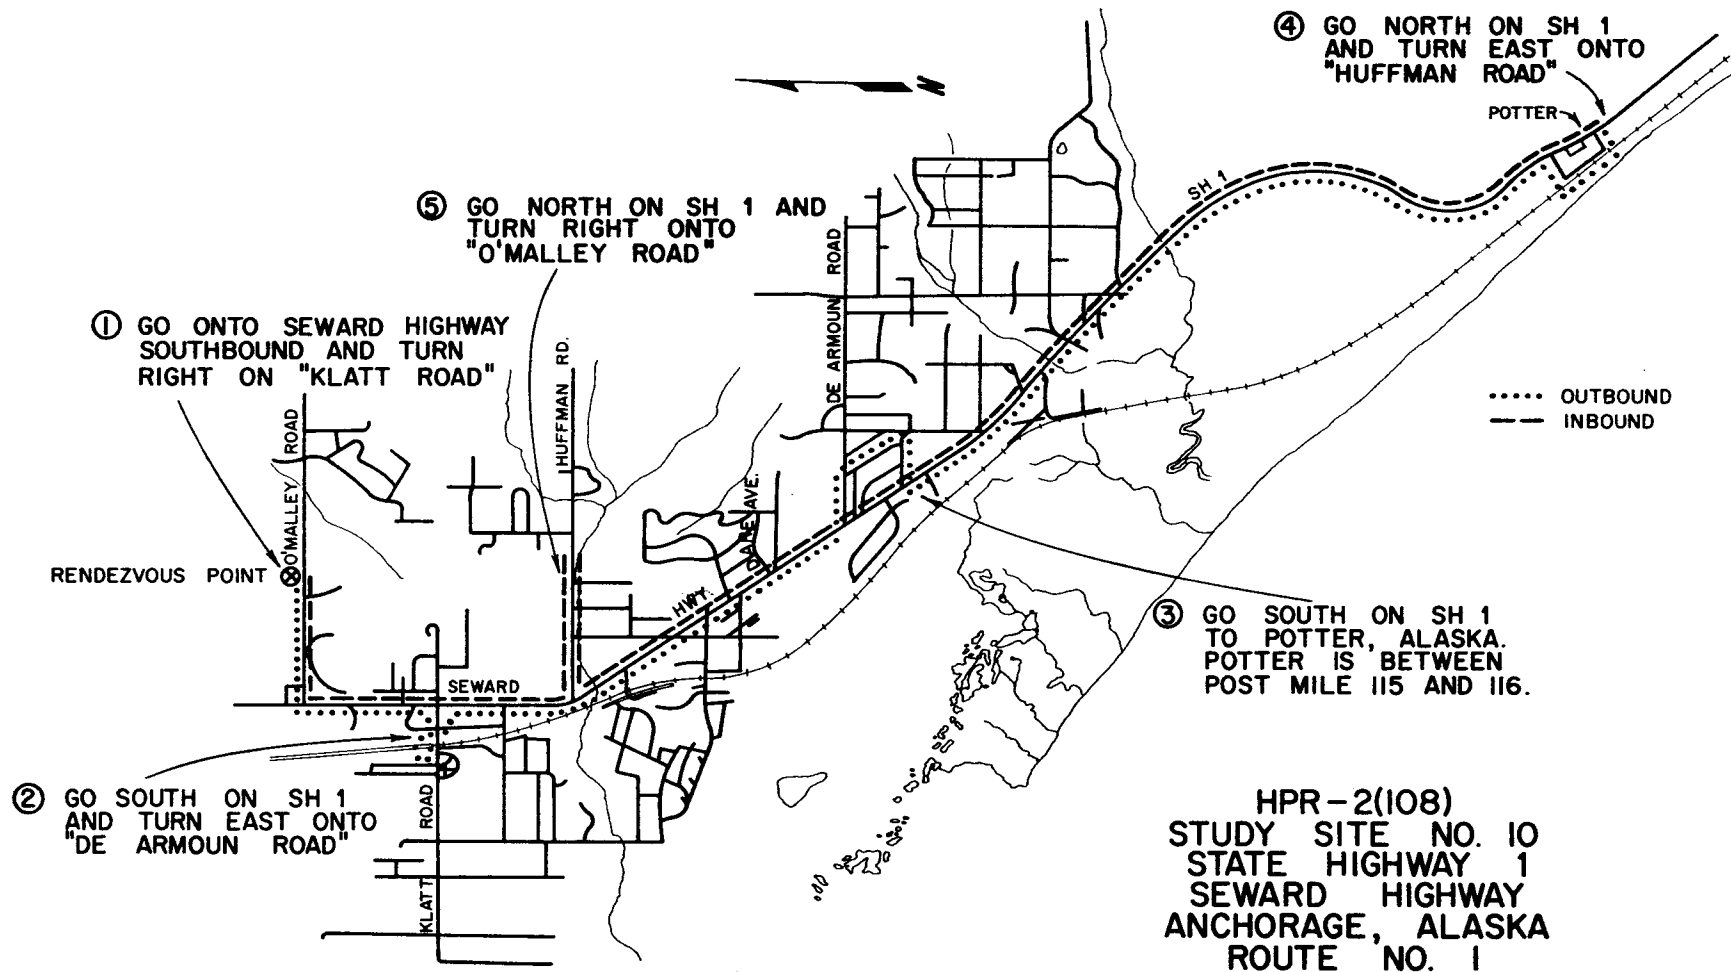 ④ GO NORTH ON SH 1
AND TURN EAST ONTO
"HUFFMAN ROAD"
POTTER
N
SH 1
⑤ GO NORTH ON SH 1 AND
TURN RIGHT ONTO
"O'MALLEY ROAD"
① GO ONTO SEWARD HIGHWAY
SOUTHBOUND AND TURN
RIGHT ON "KLATT ROAD"
O'MALLEY ROAD
HUFFMAN RD.
DE ARMOUN ROAD
AVE.
OUTBOUND
INBOUND
RENDEZVOUS POINT
HWY.
SEWARD
③ GO SOUTH ON SH 1
TO POTTER, ALASKA.
POTTER IS BETWEEN
POST MILE 115 AND 116.
② GO SOUTH ON SH 1
AND TURN EAST ONTO
"DE ARMOUN ROAD"
KLATT ROAD
KLATT
HPR-2(108)
STUDY SITE NO. 10
STATE HIGHWAY 1
SEWARD HIGHWAY
ANCHORAGE, ALASKA
ROUTE NO. 1